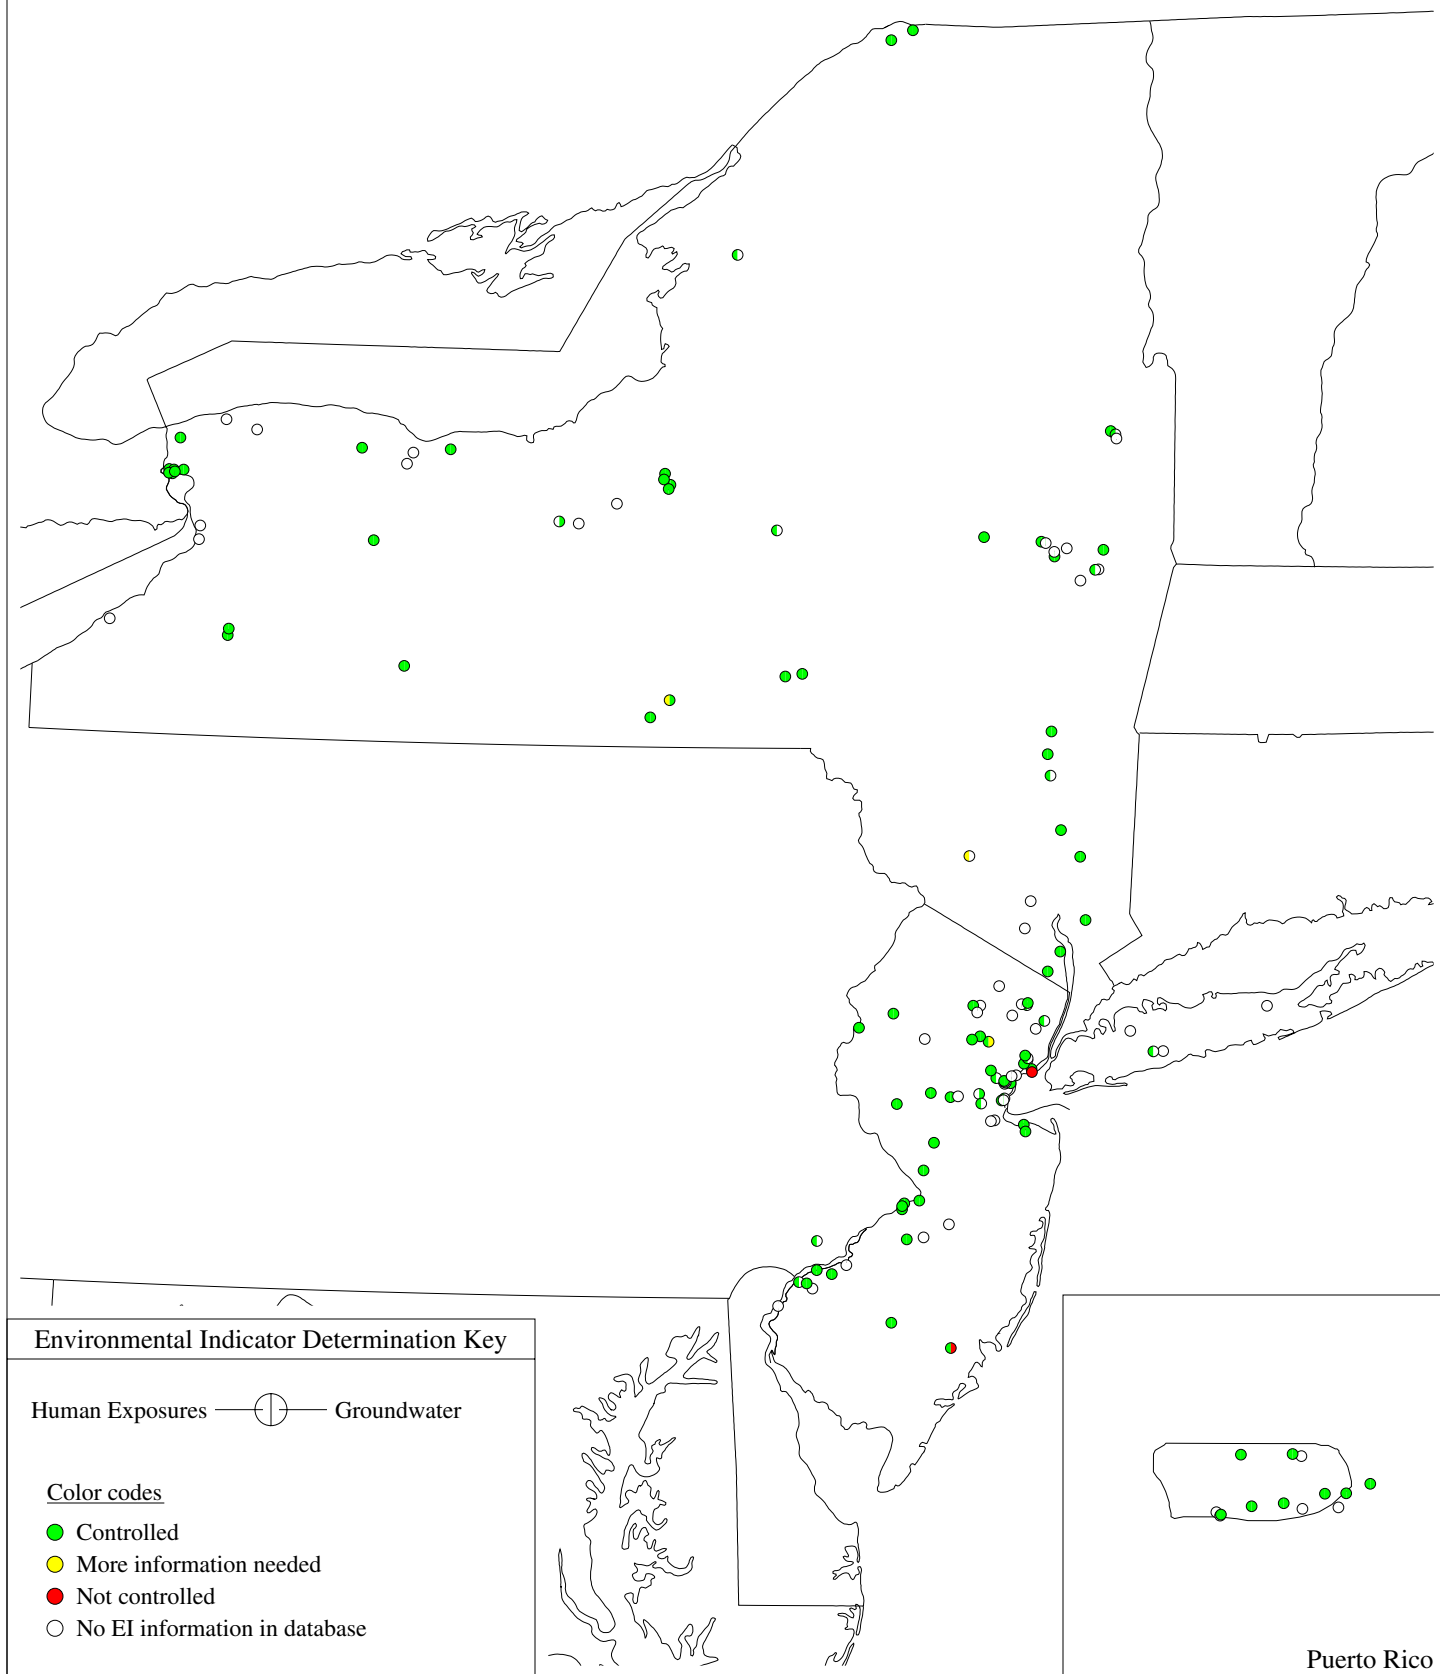 Environmental Indicator Determination Key
Human Exposures Groundwater
Color codes
Controlled
More information needed
Not controlled
No EI information in database
Puerto Rico